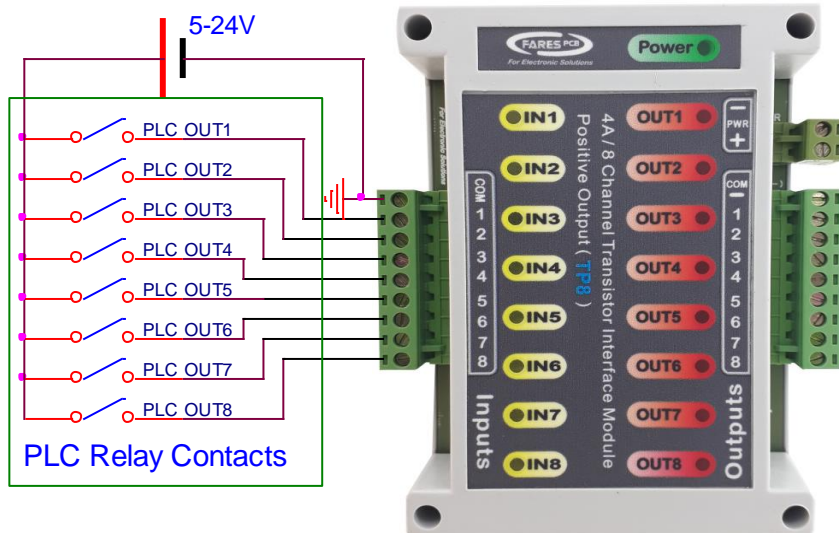 5-24V
PLC OUT1
PLC OUT2
PLC OUT3
PLC OUT4
PLC OUT5
PLC OUT6
PLC OUT7
PLC OUT8
PLC Relay Contacts
FARES PCB
For Electronic Solutions
Power
IN1
IN2
IN3
IN4
IN5
IN6
IN7
IN8
COM
1
2
3
4
5
6
7
8
Inputs
4A / 8 Channel Transistor Interface Module
Positive Output ( TP8 )
OUT1
OUT2
OUT3
OUT4
OUT5
OUT6
OUT7
OUT8
−
PWR
+
COM
−
1
2
3
4
5
6
7
8
Outputs
For Electronic Solutions
R
-)